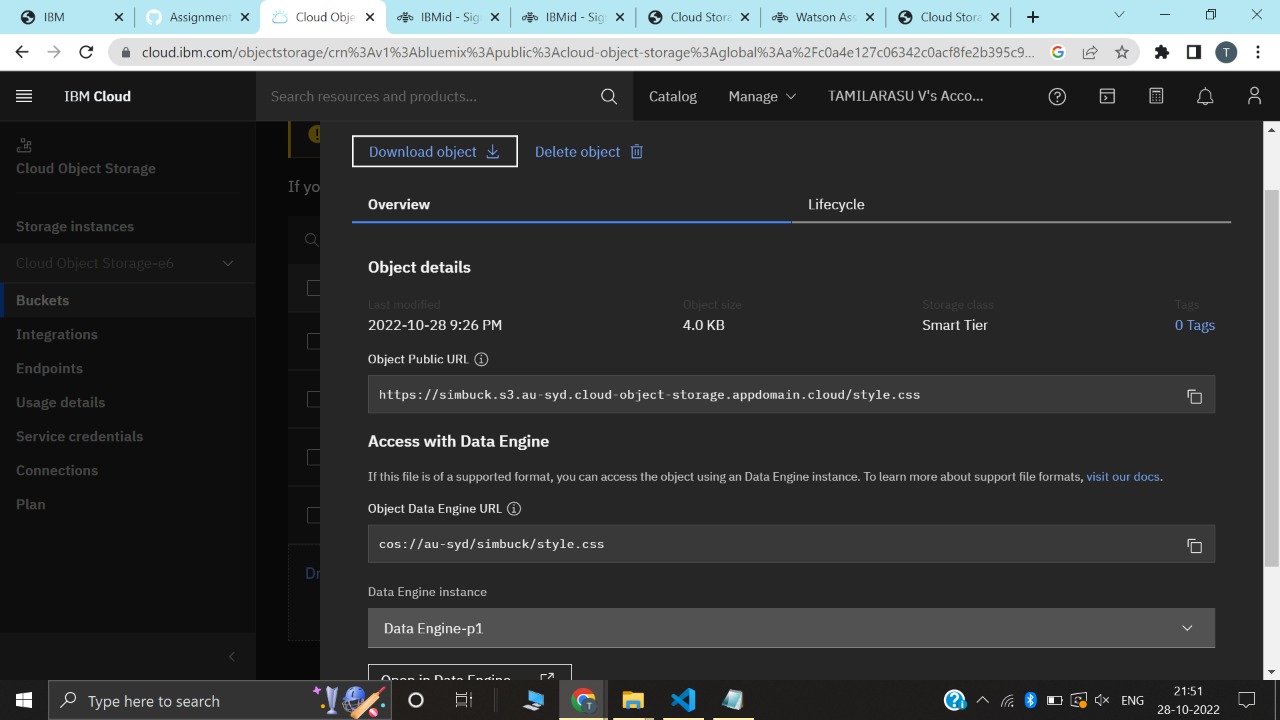 IBM
Assignment
Cloud Obje
IBMid - Sig
IBMid - Sig
Cloud Stora
Watson Ass
Cloud Stora
cloud.ibm.com/objectstorage/crn%3Av1%3Abluemix%3Apublic%3Acloud-object-storage%3Aglobal%3Aa%2Fc0a4e127c06342c0acf8fe2b395c9...
T
IBM Cloud
Search resources and products...
Catalog
Manage
TAMILARASU V's Acco...
Cloud Object Storage
Storage instances
Cloud Object Storage-e6
Buckets
Integrations
Endpoints
Usage details
Service credentials
Connections
Plan
If yo
Dr
Download object
Delete object
Overview
Lifecycle
Object details
Last modified
Object size
Storage class
Tags
2022-10-28 9:26 PM
4.0 KB
Smart Tier
0 Tags
Object Public URL
https://simbuck.s3.au-syd.cloud-object-storage.appdomain.cloud/style.css
Access with Data Engine
If this file is of a supported format, you can access the object using an Data Engine instance. To learn more about support file formats, visit our docs.
Object Data Engine URL
cos://au-syd/simbuck/style.css
Data Engine instance
Data Engine-p1
Open in Data Engine
Type here to search
ENG
21:51
28-10-2022